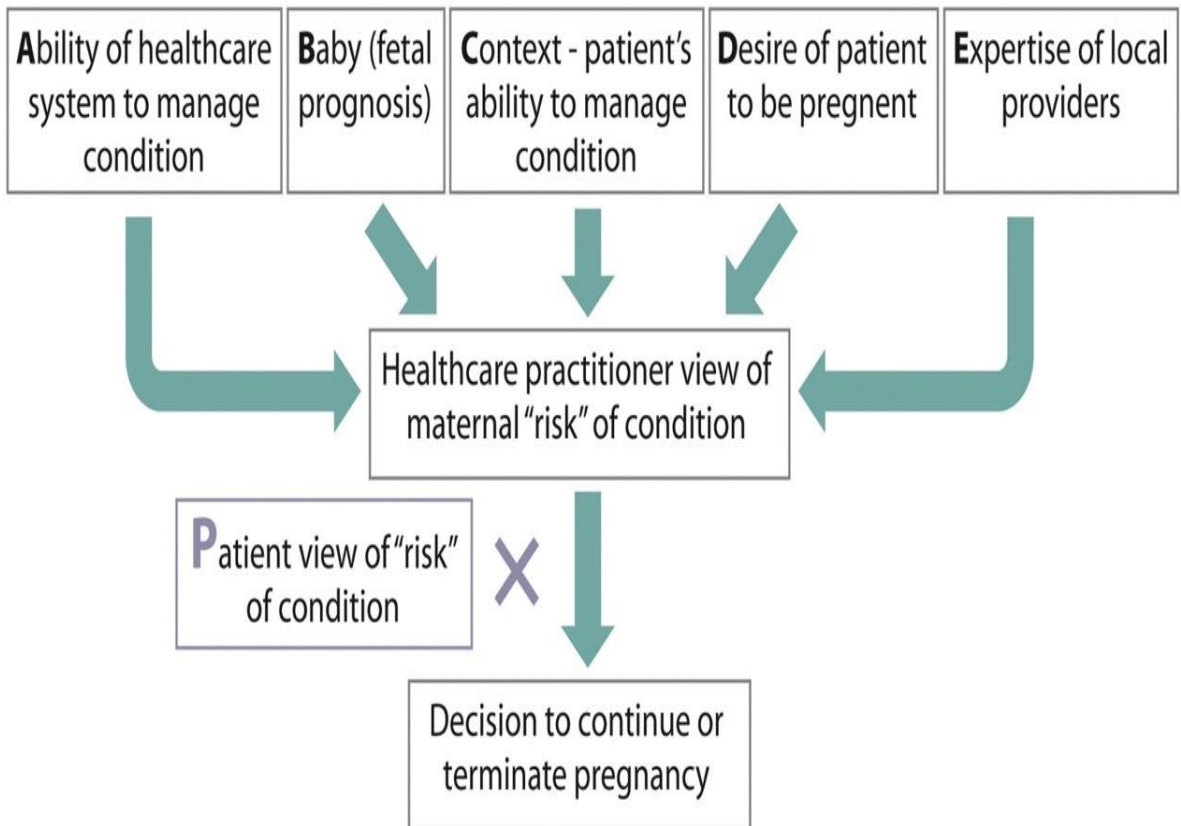 Ability of healthcare
system to manage
condition
Baby (fetal
prognosis)
Context - patient's
ability to manage
condition
Desire of patient
to be pregnent
Expertise of local
providers
Healthcare practitioner view of
maternal “risk” of condition
Patient view of “risk”
of condition
Decision to continue or
terminate pregnancy